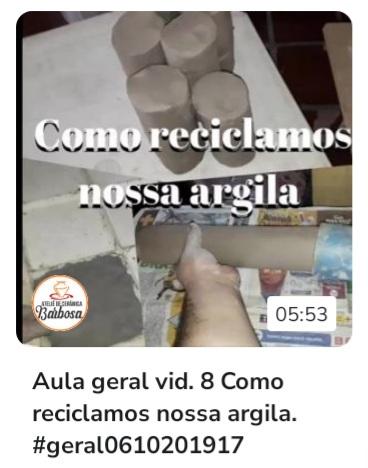 Como reciclamos
nossa argila
ATELIÊ DE CERÂMICA
Barbosa
05:53
Aula geral vid. 8 Como
reciclamos nossa argila.
#geral0610201917